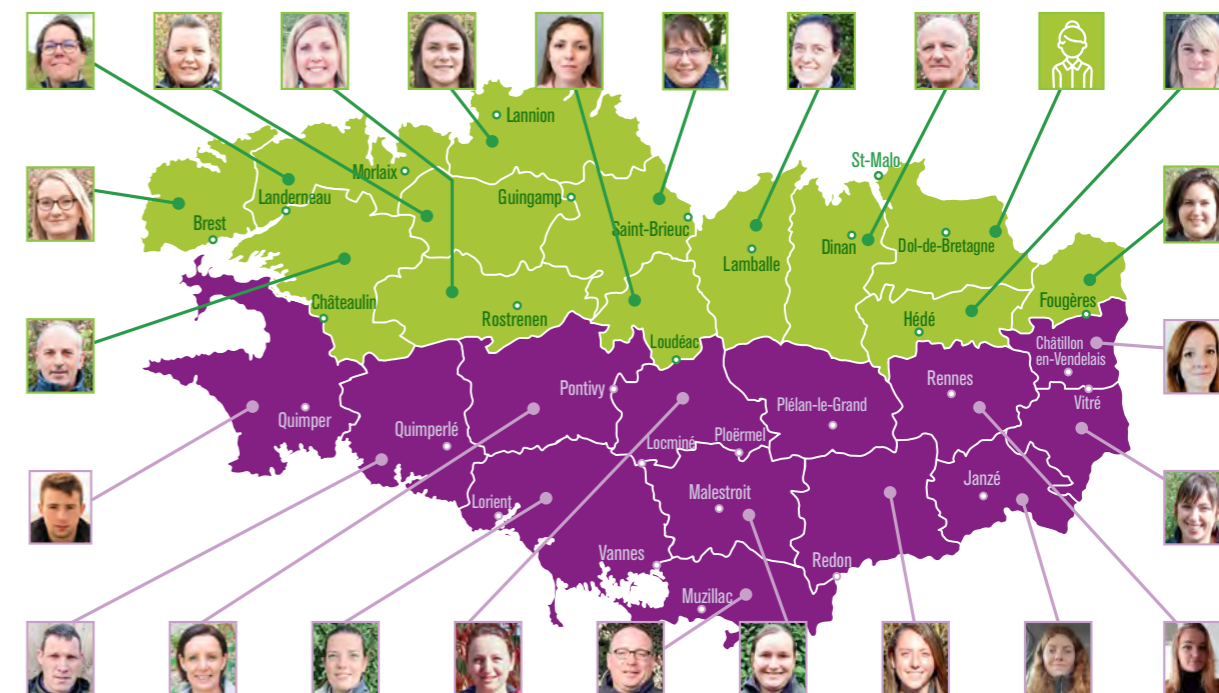 Lannion
St-Malo
Morlaix
Guingamp
Landerneau
Saint-Brieuc
Brest
Dinan
Dol-de-Bretagne
Lamballe
Châteaulin
Rostrenen
Fougères
Hédé
Loudéac
Châtillon
en-Vendelais
Rennes
Pontivy
Vitré
Plélan-le-Grand
Quimper
Quimperlé
Ploërmel
Locminé
Janzé
Malestroit
Lorient
Vannes
Redon
Muzillac